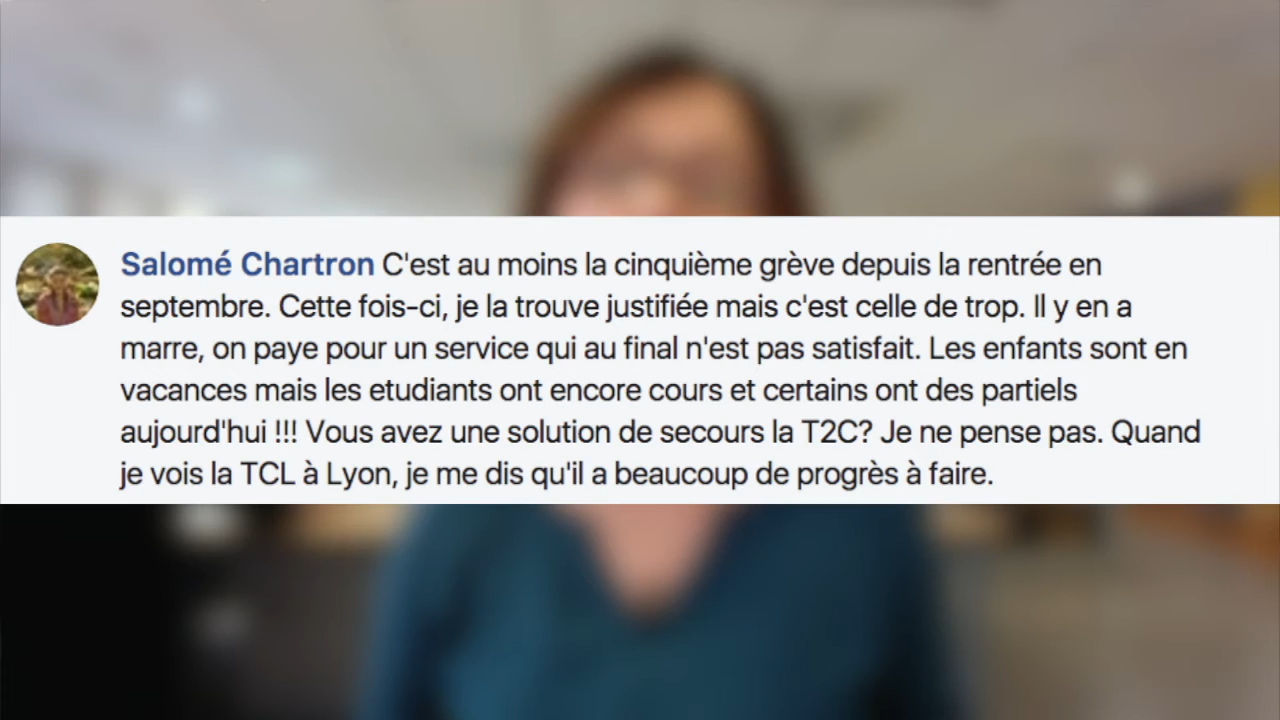 Salomé Chartron C'est au moins la cinquième grève depuis la rentrée en
septembre. Cette fois-ci, je la trouve justifiée mais c'est celle de trop. Il y en a
marre, on paye pour un service qui au final n'est pas satisfait. Les enfants sont en
vacances mais les etudiants ont encore cours et certains ont des partiels
aujourd'hui !!! Vous avez une solution de secours la T2C? Je ne pense pas. Quand
je vois la TCL à Lyon, je me dis qu'il a beaucoup de progrès à faire.